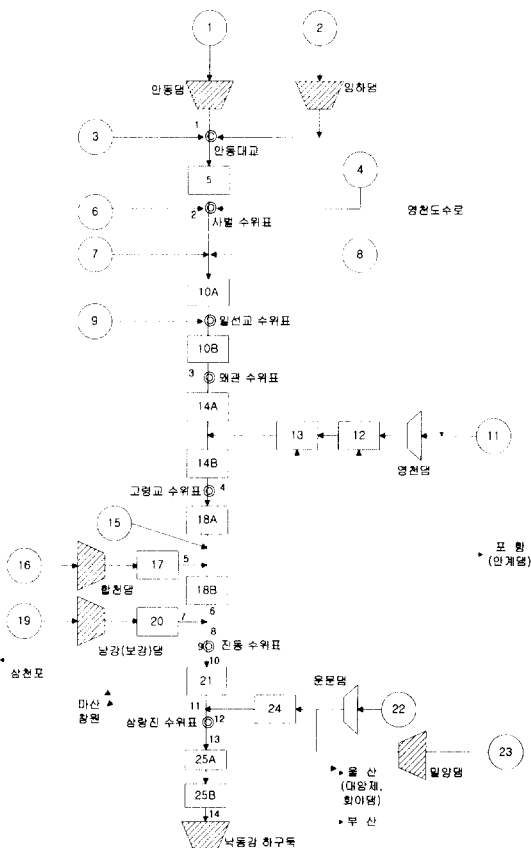 1
2
안동댐
임하댐
1
3
안동대교
4
5
6
2
사벌 수위표
영천도수로
7
8
10A
9
일선교 수위표
10B
3
왜관 수위표
14A
13
12
11
영천댐
14B
고령교 수위표
4
18A
15
포 항
(안계댐)
16
17
5
합천댐
18B
19
20
7
6
남강(보강)댐
8
9
진동 수위표
삼천포
10
21
마산
창원
운문댐
11
24
22
삼랑진 수위표
12
23
13
25A
울 산
(대암제,
회야댐)
밀양댐
25B
부 산
14
낙동강 하구둑